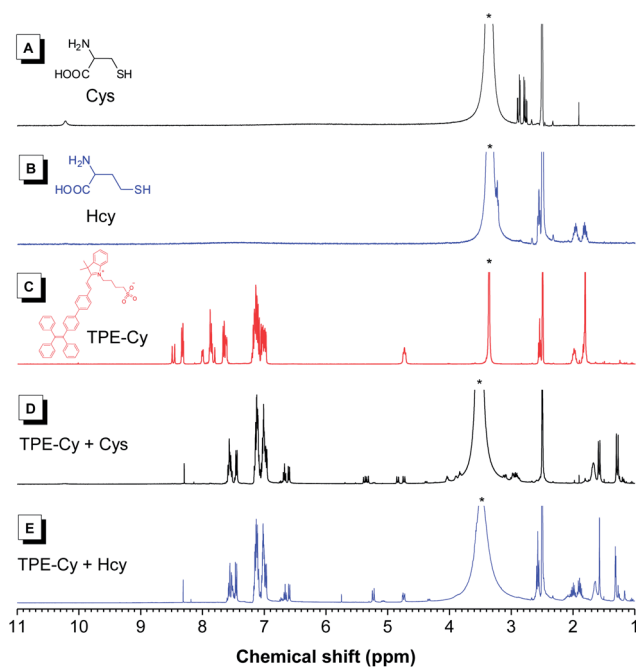 A
H₂N
HOOC
SH
Cys
*
B
H₂N
HOOC
SH
Hcy
*
C
N⁺
O
S
O
O⁻
TPE-Cy
*
D
TPE-Cy + Cys
*
E
TPE-Cy + Hcy
*
11 10 9 8 7 6 5 4 3 2 1
Chemical shift (ppm)